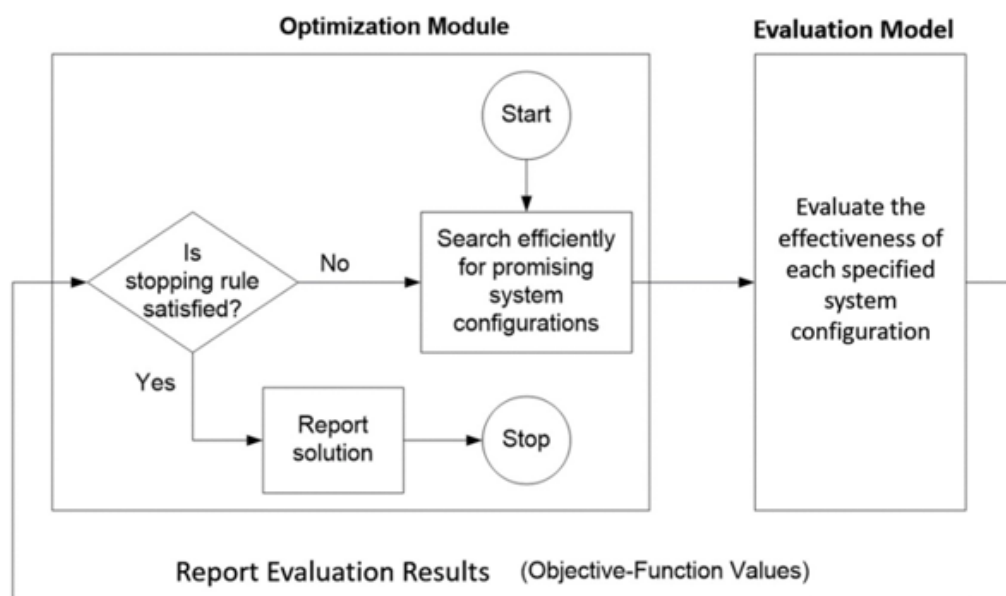 Optimization Module
Evaluation Model
Start
Is
stopping rule
satisfied?
No
Search efficiently
for promising
system
configurations
Evaluate the
effectiveness of
each specified
system
configuration
Yes
Report
solution
Stop
Report Evaluation Results (Objective-Function Values)